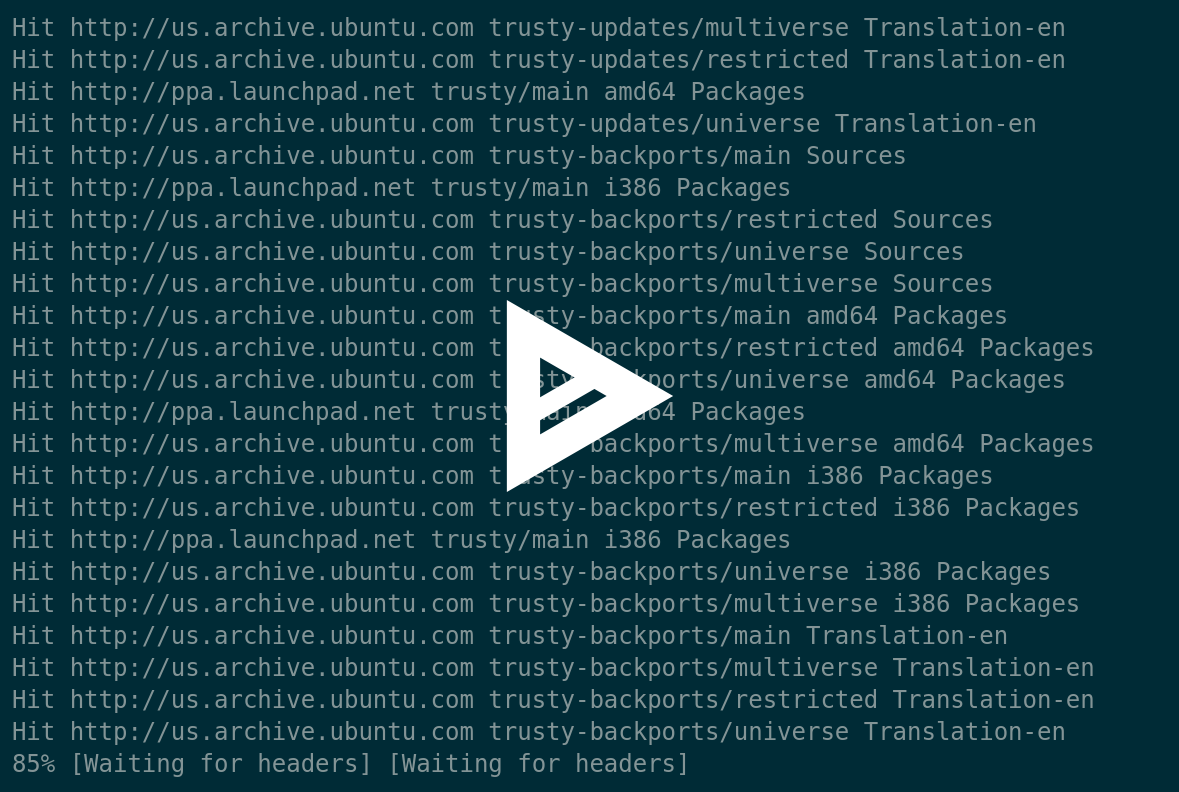 Hit http://us.archive.ubuntu.com trusty-updates/multiverse Translation-en
Hit http://us.archive.ubuntu.com trusty-updates/restricted Translation-en
Hit http://ppa.launchpad.net trusty/main amd64 Packages
Hit http://us.archive.ubuntu.com trusty-updates/universe Translation-en
Hit http://us.archive.ubuntu.com trusty-backports/main Sources
Hit http://ppa.launchpad.net trusty/main i386 Packages
Hit http://us.archive.ubuntu.com trusty-backports/restricted Sources
Hit http://us.archive.ubuntu.com trusty-backports/universe Sources
Hit http://us.archive.ubuntu.com trusty-backports/multiverse Sources
Hit http://us.archive.ubuntu.com trusty-backports/main amd64 Packages
Hit http://us.archive.ubuntu.com trusty-backports/restricted amd64 Packages
Hit http://us.archive.ubuntu.com trusty-backports/universe amd64 Packages
Hit http://ppa.launchpad.net trusty/main amd64 Packages
Hit http://us.archive.ubuntu.com trusty-backports/multiverse amd64 Packages
Hit http://us.archive.ubuntu.com trusty-backports/main i386 Packages
Hit http://us.archive.ubuntu.com trusty-backports/restricted i386 Packages
Hit http://ppa.launchpad.net trusty/main i386 Packages
Hit http://us.archive.ubuntu.com trusty-backports/universe i386 Packages
Hit http://us.archive.ubuntu.com trusty-backports/multiverse i386 Packages
Hit http://us.archive.ubuntu.com trusty-backports/main Translation-en
Hit http://us.archive.ubuntu.com trusty-backports/multiverse Translation-en
Hit http://us.archive.ubuntu.com trusty-backports/restricted Translation-en
Hit http://us.archive.ubuntu.com trusty-backports/universe Translation-en
85% [Waiting for headers] [Waiting for headers]